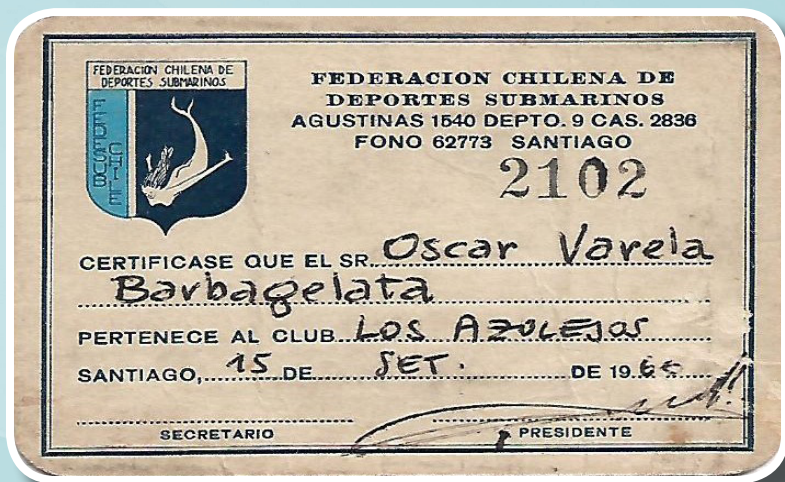 FEDERACION CHILENA DE
DEPORTES SUBMARINOS
FEDESUB
CHILE
FEDERACION CHILENA DE
DEPORTES SUBMARINOS
AGUSTINAS 1540 DEPTO. 9 CAS. 2836
FONO 62773 SANTIAGO
2102
CERTIFICASE QUE EL SR. Oscar Varela
Barbagelata
PERTENECE AL CLUB LOS AZULEJOS
SANTIAGO, 15 DE SET. DE 196
SECRETARIO PRESIDENTE